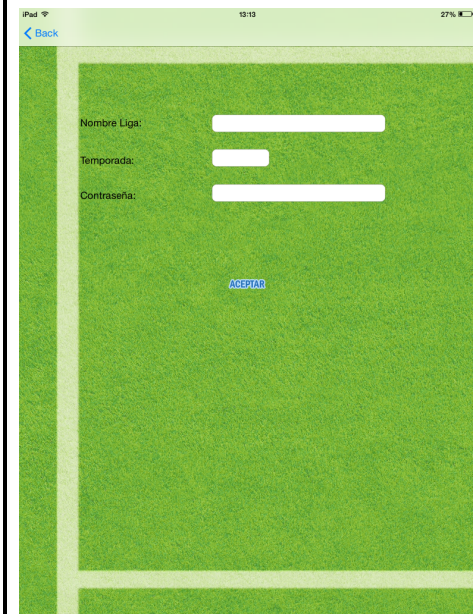 iPad 13:13 27%
Back
Nombre Liga:
Temporada:
Contraseña:
ACEPTAR